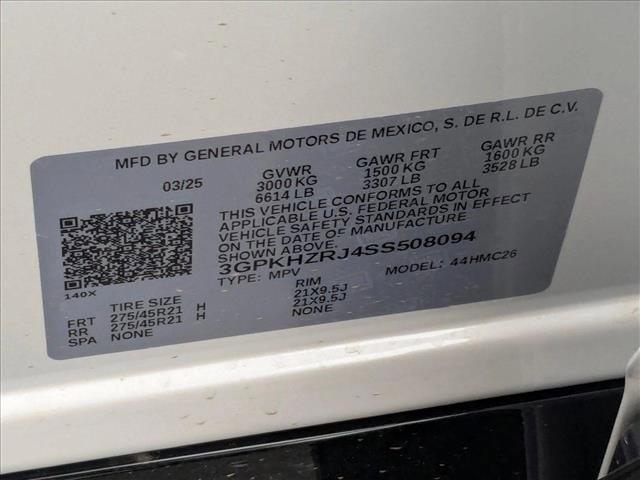 MFD BY GENERAL MOTORS DE MEXICO, S. DE R.L. DE C.V.
03/25 GVWR GAWR FRT GAWR RR
3000 KG 1500 KG 1600 KG
6614 LB 3307 LB 3528 LB
THIS VEHICLE CONFORMS TO ALL
APPLICABLE U.S. FEDERAL MOTOR
VEHICLE SAFETY STANDARDS IN EFFECT
ON THE DATE OF MANUFACTURE
SHOWN ABOVE.
3GPKHZRJ4SS508094
TYPE: MPV MODEL: 44HMC26
140X
TIRE SIZE RIM
FRT 275/45R21 H 21X9.5J
RR 275/45R21 H 21X9.5J
SPA NONE NONE